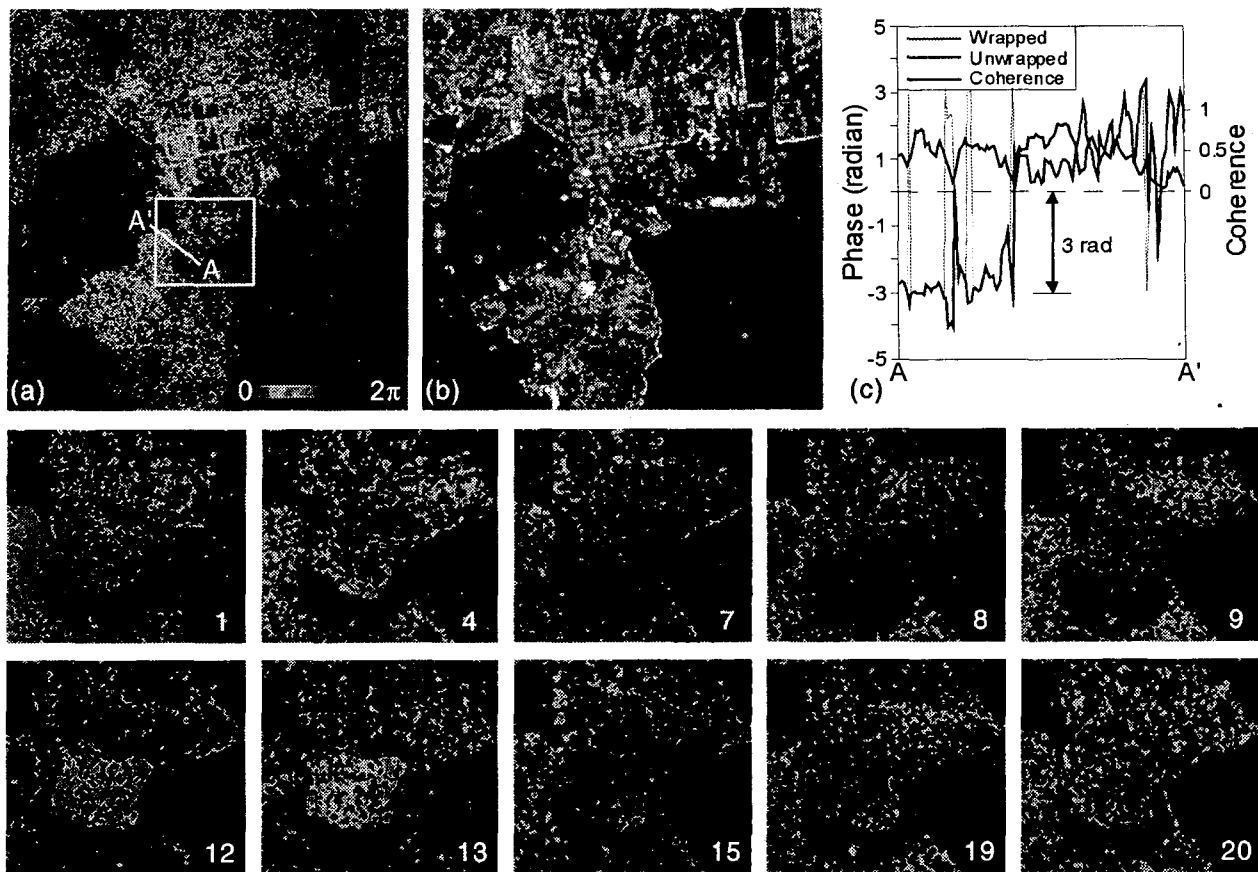 A'
A
(a)
0 2π
(b)
5
3
1
-1
-3
-5
Phase (radian)
Wrapped
Unwrapped
Coherence
3 rad
1
0.5
0
Coherence
A
A'
(c)
1
4
7
8
9
12
13
15
19
20